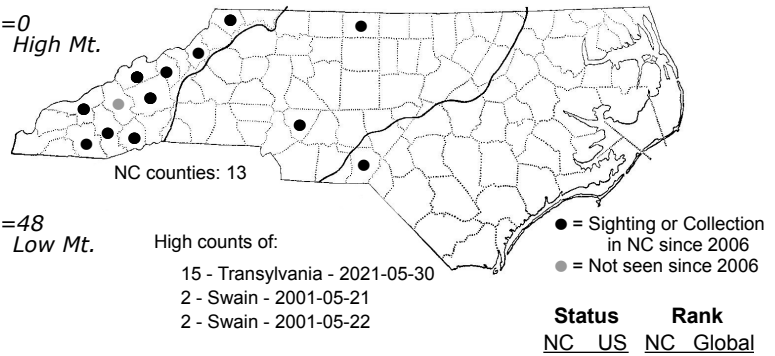 =0
High Mt.
NC counties: 13
=48
Low Mt.
High counts of:
15 - Transylvania - 2021-05-30
2 - Swain - 2001-05-21
2 - Swain - 2001-05-22
● = Sighting or Collection
in NC since 2006
● = Not seen since 2006
Status Rank
NC US NC Global